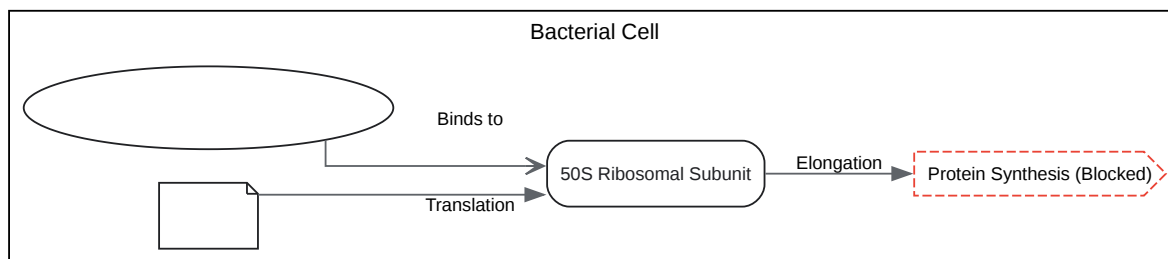 Bacterial Cell
Binds to
50S Ribosomal Subunit
Elongation
Protein Synthesis (Blocked)
Translation